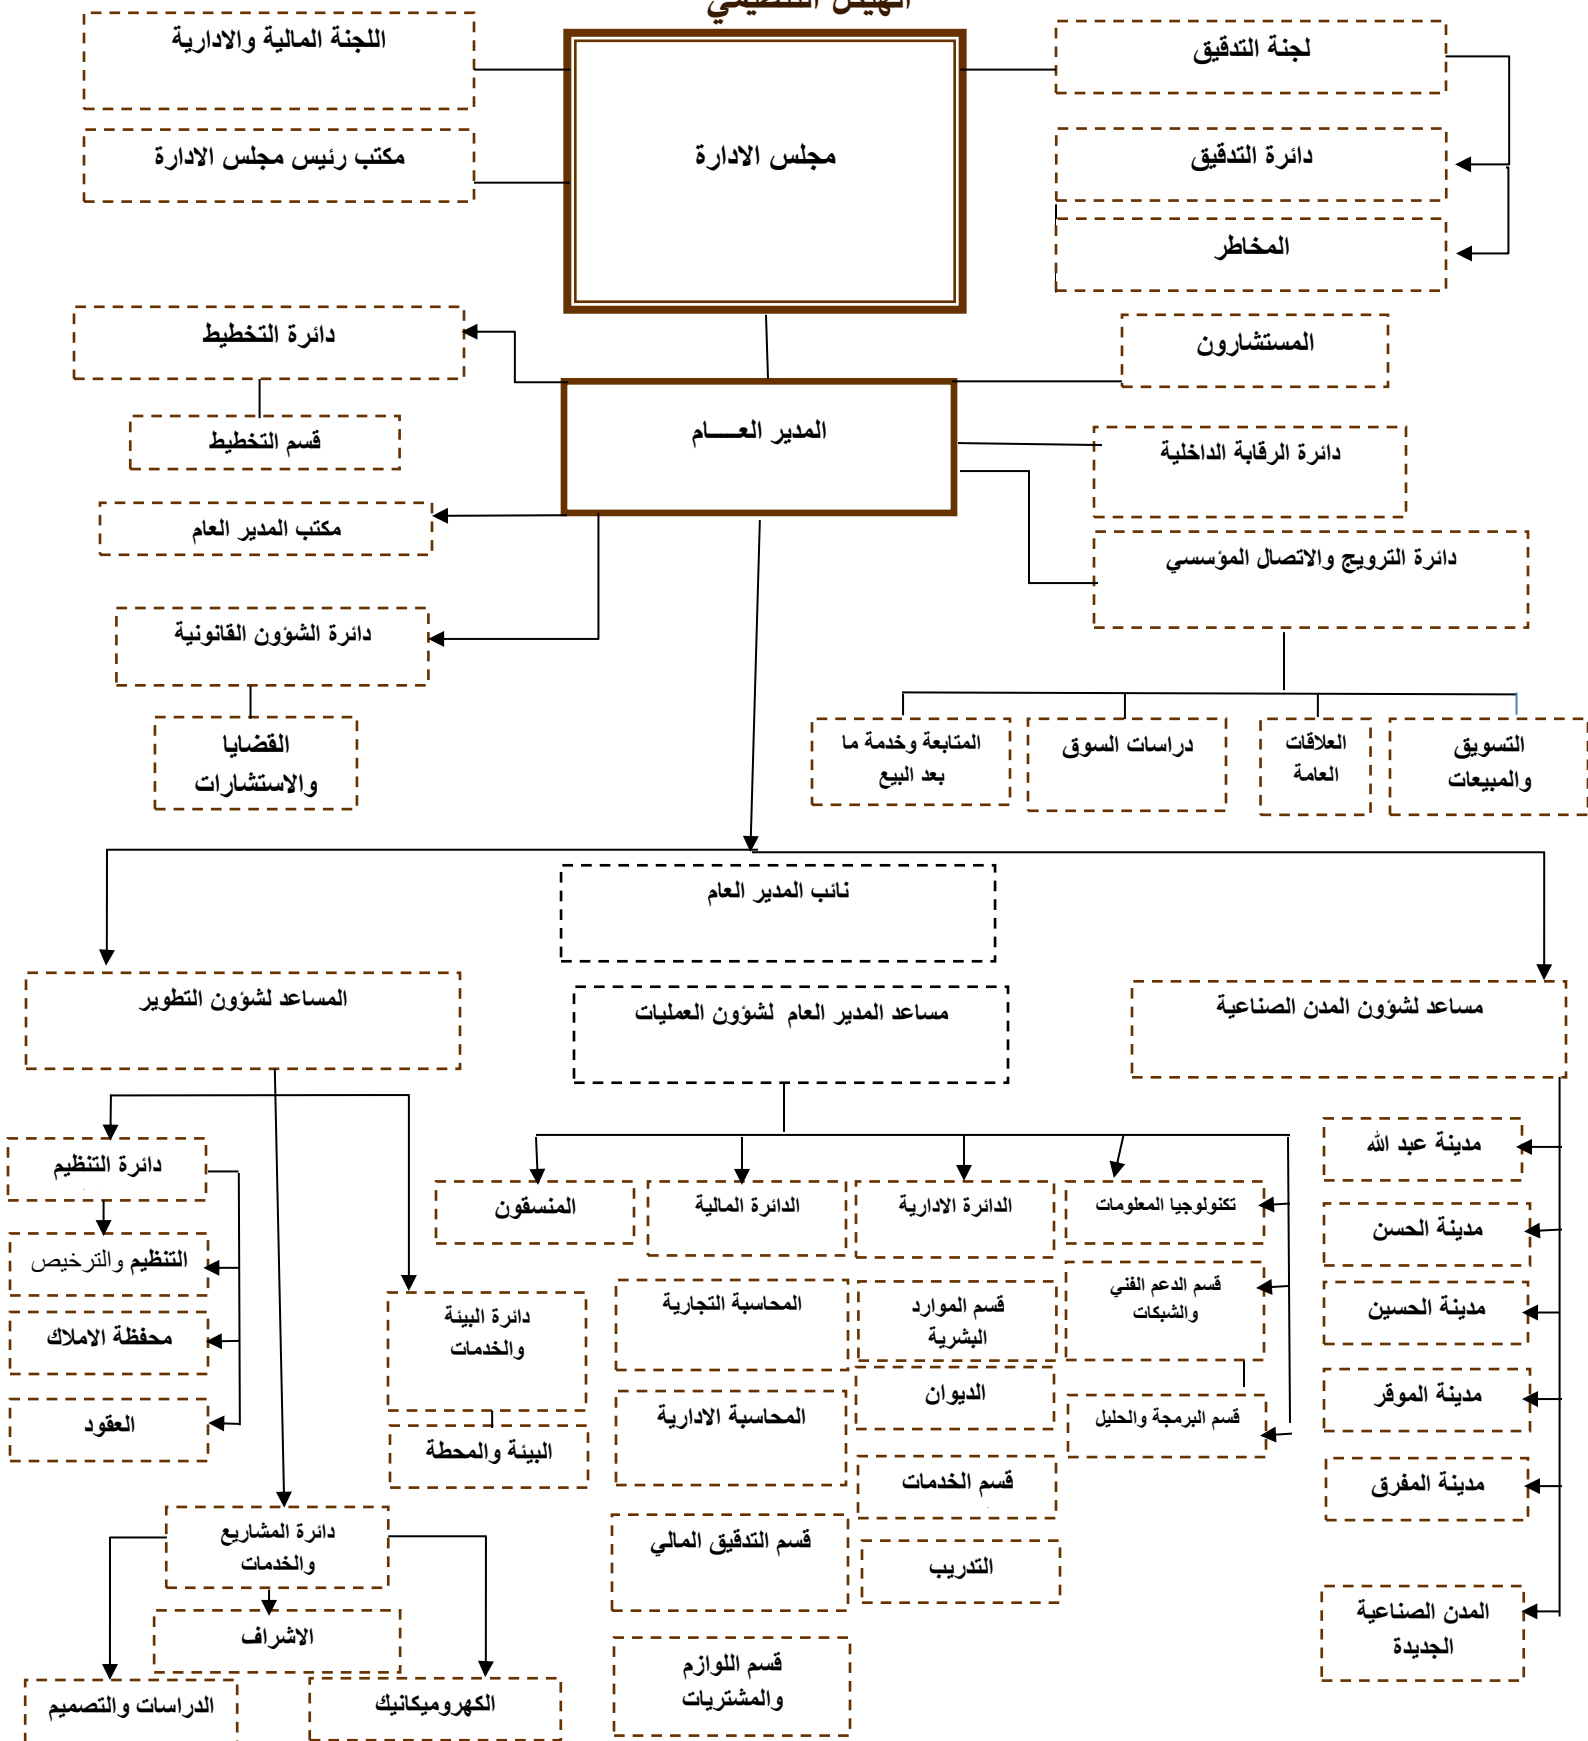 الهيكل التنظيمي
لجنة التدقيق
اللجنة المالية والادارية
مجلس الادارة
دائرة التدقيق
مكتب رئيس مجلس الادارة
المخاطر
المستشارون
دائرة التخطيط
المدير العـــــام
دائرة الرقابة الداخلية
قسم التخطيط
مكتب المدير العام
دائرة الترويج والاتصال المؤسسي
دائرة الشؤون القانونية
التسويق
والمبيعات
العلاقات
العامة
دراسات السوق
المتابعة وخدمة ما
بعد البيع
القضايا
والاستشارات
نائب المدير العام
مساعد لشؤون المدن الصناعية
مساعد المدير العام لشؤون العمليات
المساعد لشؤون التطوير
مدينة عبد الله
مدينة الحسن
مدينة الحسين
مدينة الموقر
مدينة المفرق
المدن الصناعية
الجديدة
تكنولوجيا المعلومات
قسم الدعم الفني
والشبكات
قسم البرمجة والحليل
الدائرة الادارية
قسم الموارد
البشرية
الديوان
قسم الخدمات
التدريب
الدائرة المالية
المحاسبة التجارية
المحاسبة الادارية
قسم التدقيق المالي
قسم اللوازم
والمشتريات
المنسقون
دائرة البيئة
والخدمات
البيئة والمحطة
دائرة التنظيم
التنظيم والترخيص
محفظة الاملاك
العقود
دائرة المشاريع
والخدمات
الاشراف
الكهروميكانيك
الدراسات والتصميم